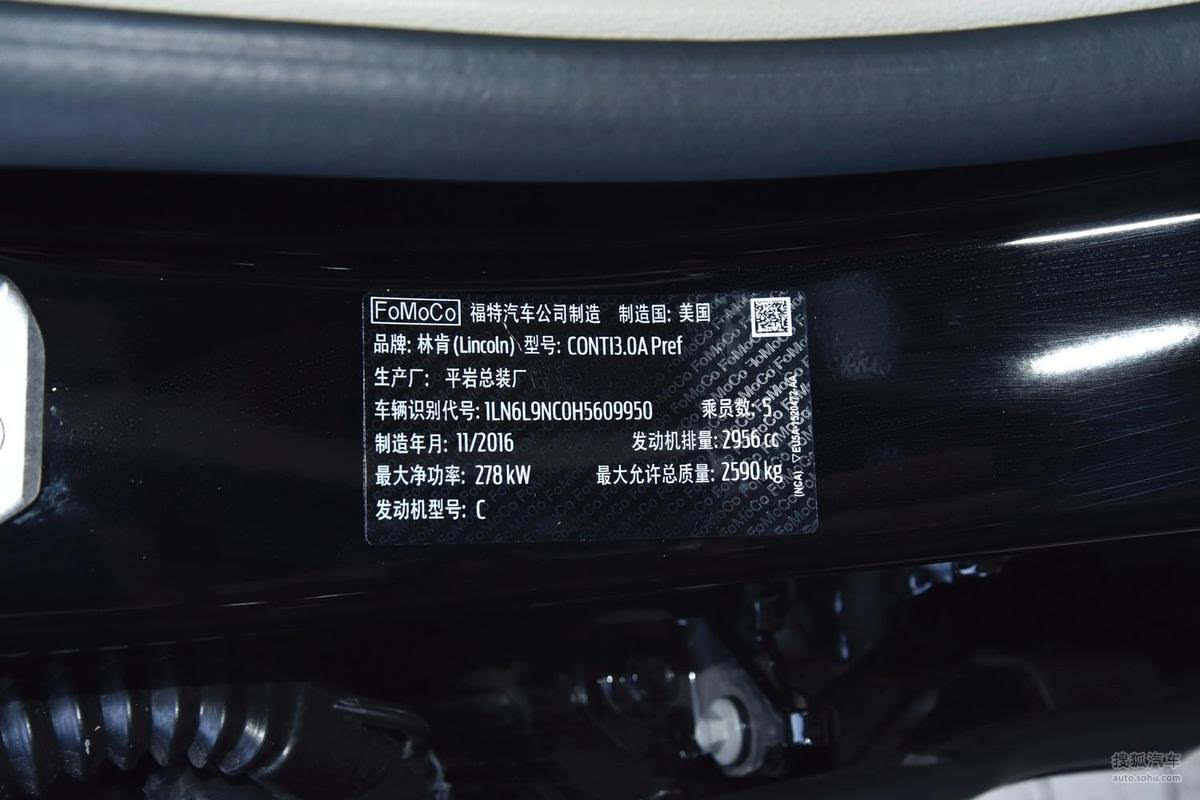 FoMoCo 福特汽车公司制造 制造国: 美国
品牌: 林肯(Lincoln) 型号: CONTI3.0A Pref
生产厂: 平岩总装厂
车辆识别代号: 1LN6L9NC0H5609950 乘员数: 5
制造年月: 11/2016 发动机排量: 2956 cc
最大净功率: 278 kW 最大允许总质量: 2590 kg
发动机型号: C
搜狐汽车
auto.sohu.com